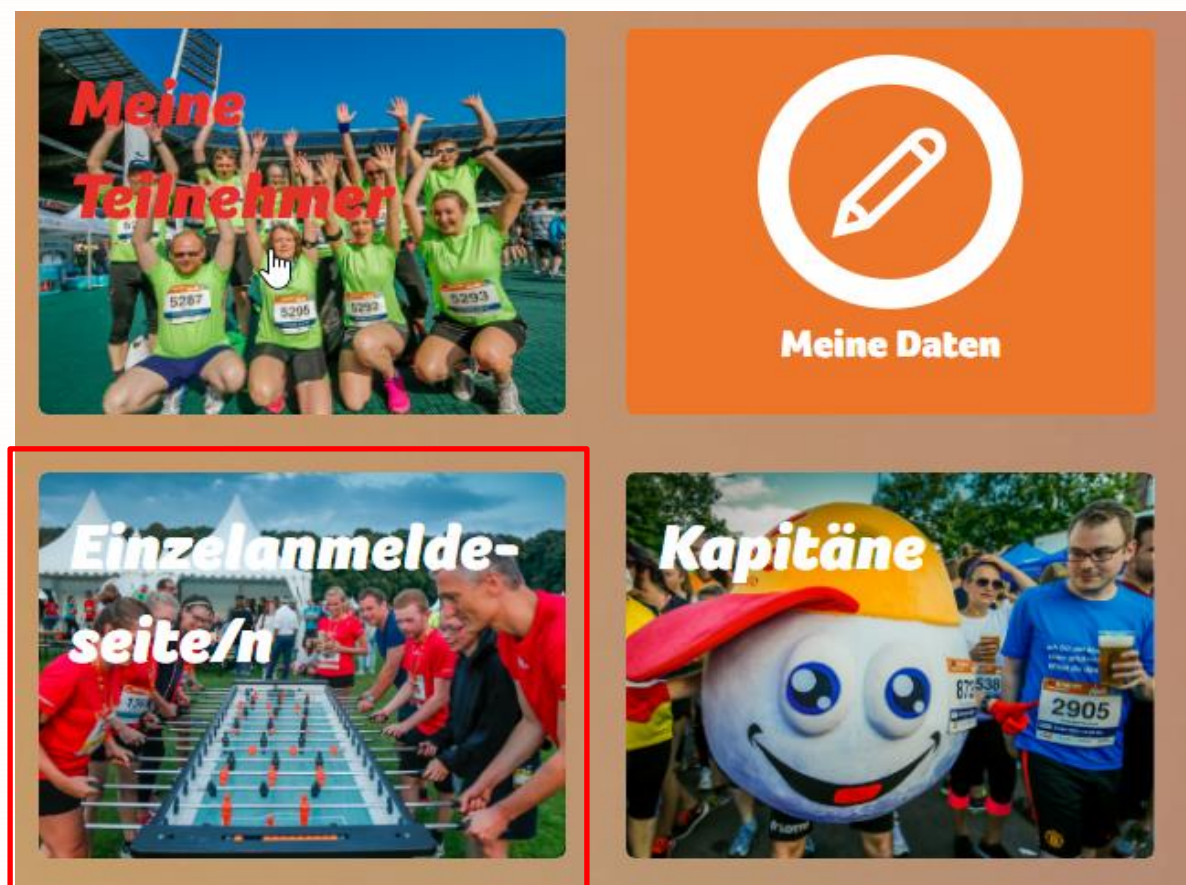 Meine
Teilnehmer
5287
5295
5292
5293
Meine Daten
Einzelanmelde-
seite/n
Kapitäne
2905